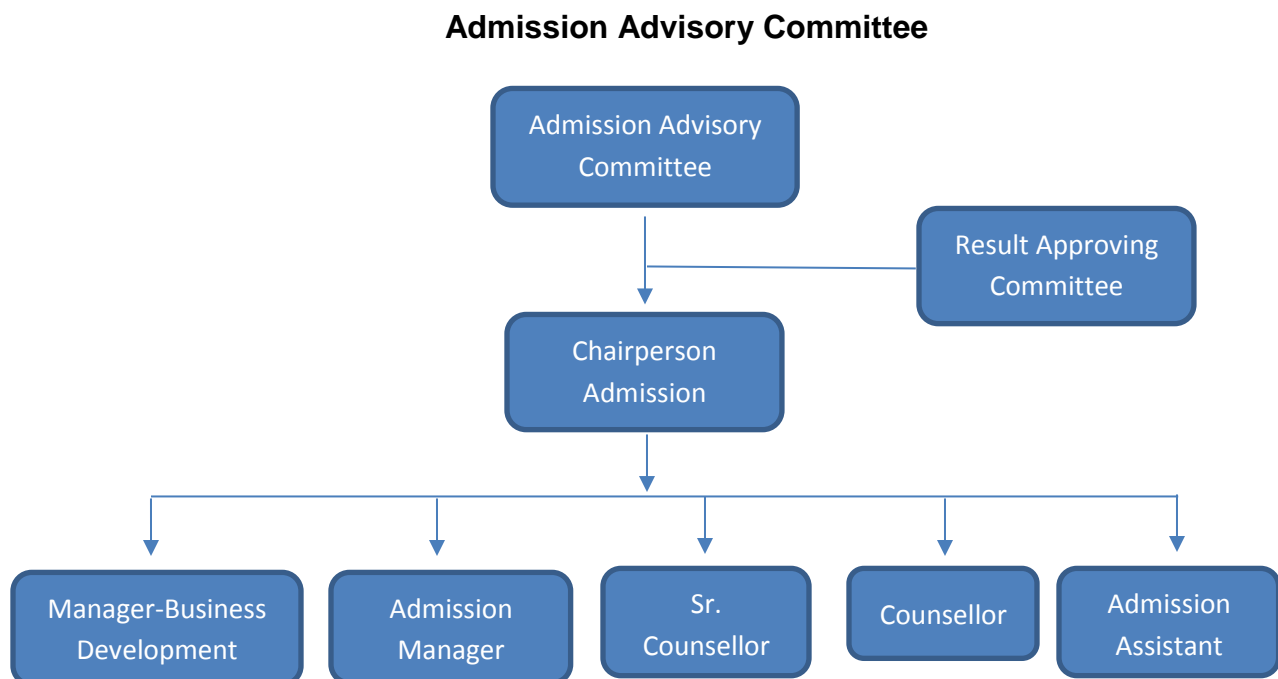 Admission Advisory Committee
Admission Advisory
Committee
Result Approving
Committee
Chairperson
Admission
Manager-Business
Development
Admission
Manager
Sr.
Counsellor
Counsellor
Admission
Assistant